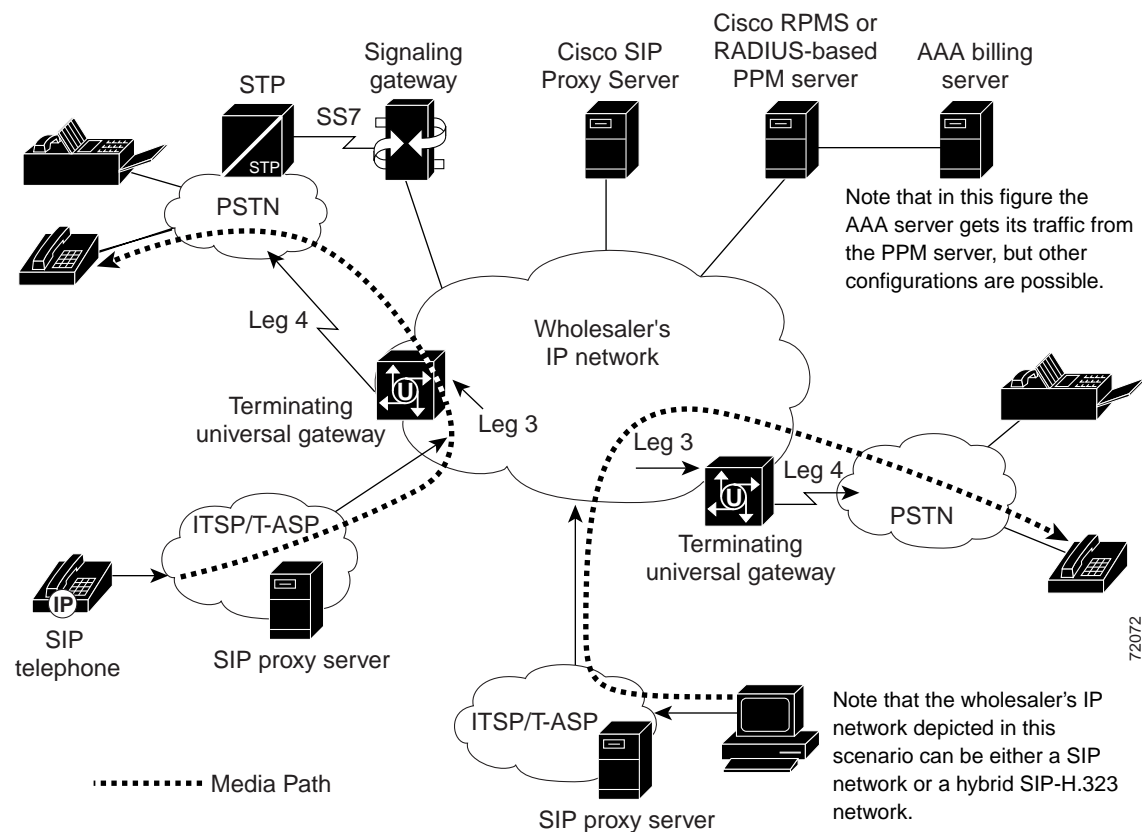 Signaling
gateway
Cisco SIP
Proxy Server
Cisco RPMS or
RADIUS-based
PPM server
AAA billing
server
STP
SS7
STP
PSTN
Note that in this figure the
AAA server gets its traffic from
the PPM server, but other
configurations are possible.
Leg 4
Wholesaler's
IP network
U
Terminating
universal gateway
Leg 3
Leg 3
U
Leg 4
PSTN
Terminating
universal gateway
ITSP/T-ASP
IP
SIP
telephone
SIP proxy server
72072
ITSP/T-ASP
SIP proxy server
Note that the wholesaler's IP
network depicted in this
scenario can be either a SIP
network or a hybrid SIP-H.323
network.
Media Path